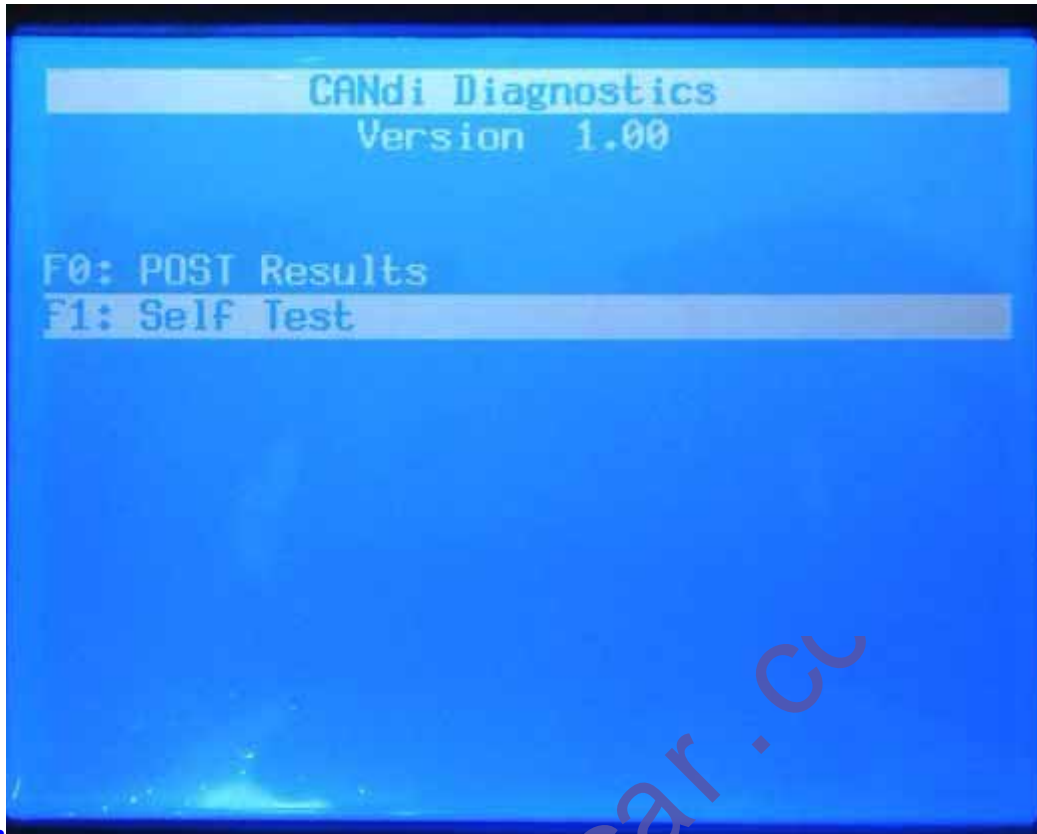 CANdi Diagnostics
Version 1.00
F0: POST Results
F1: Self Test